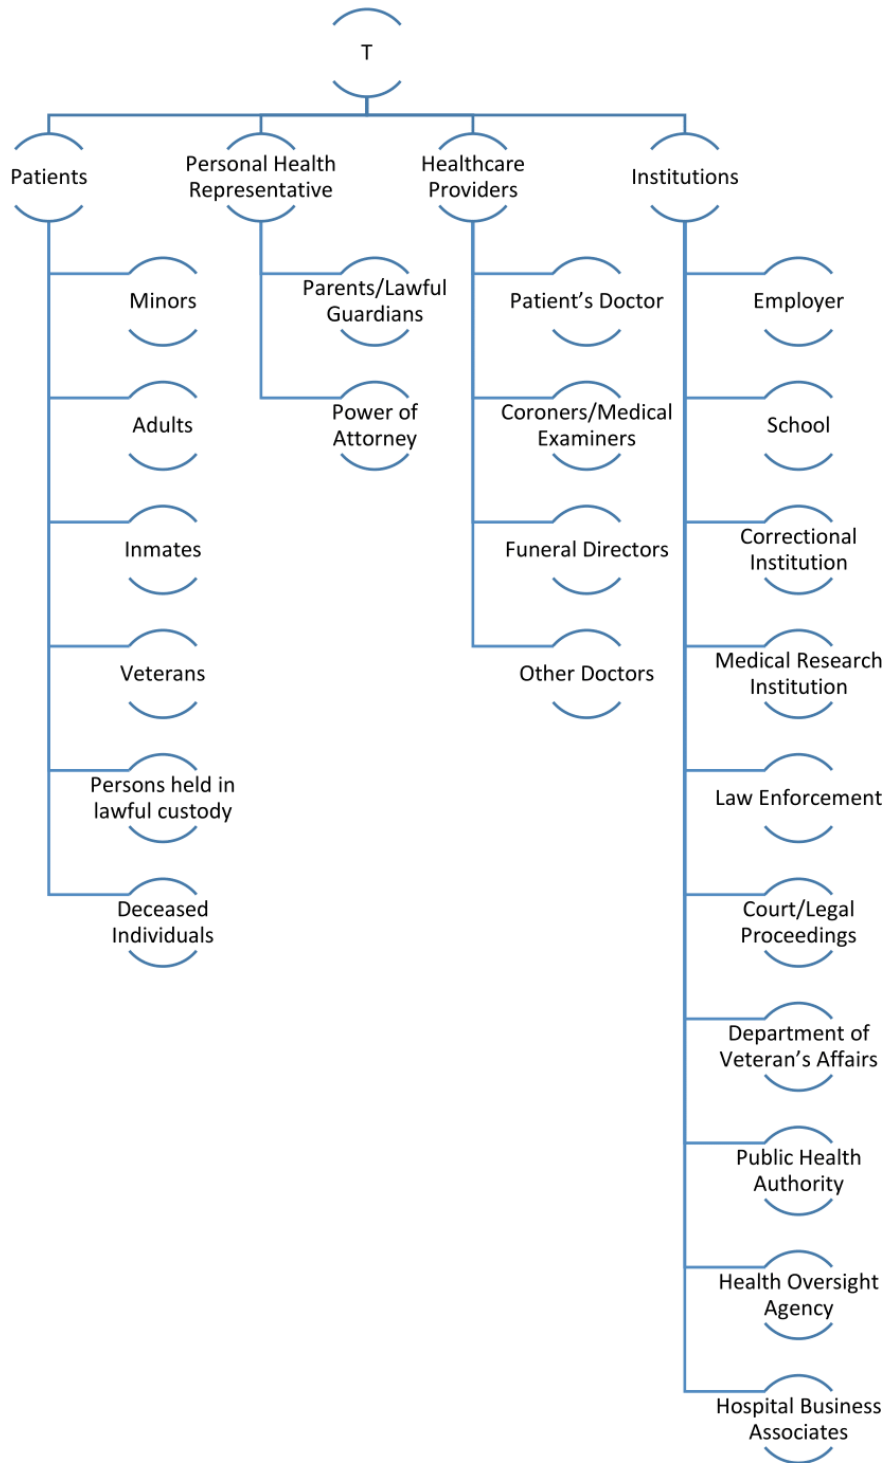 T
Patients
Personal Health
Representative
Healthcare
Providers
Institutions
Minors
Adults
Inmates
Veterans
Persons held in
lawful custody
Deceased
Individuals
Parents/Lawful
Guardians
Power of
Attorney
Patient’s Doctor
Coroners/Medical
Examiners
Funeral Directors
Other Doctors
Employer
School
Correctional
Institution
Medical Research
Institution
Law Enforcement
Court/Legal
Proceedings
Department of
Veteran’s Affairs
Public Health
Authority
Health Oversight
Agency
Hospital Business
Associates